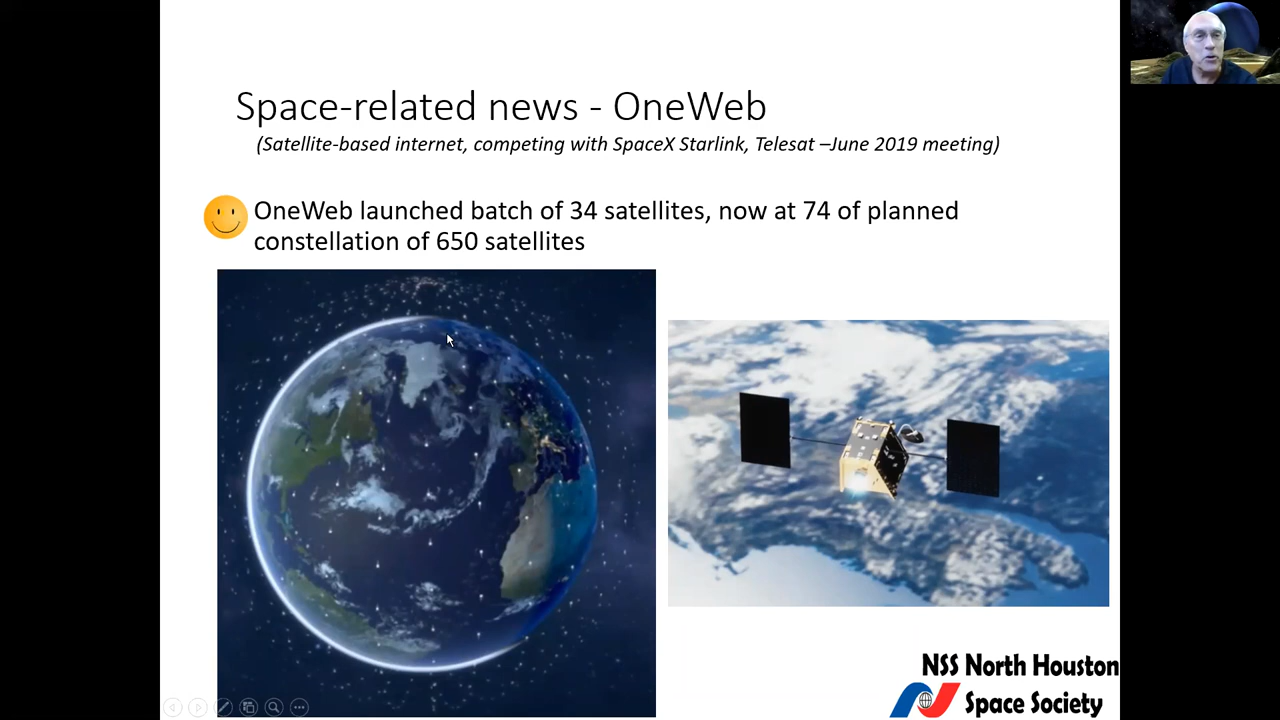 Space-related news - OneWeb
(Satellite-based internet, competing with SpaceX Starlink, Telesat –June 2019 meeting)
OneWeb launched batch of 34 satellites, now at 74 of planned
constellation of 650 satellites
NSS North Houston
Space Society